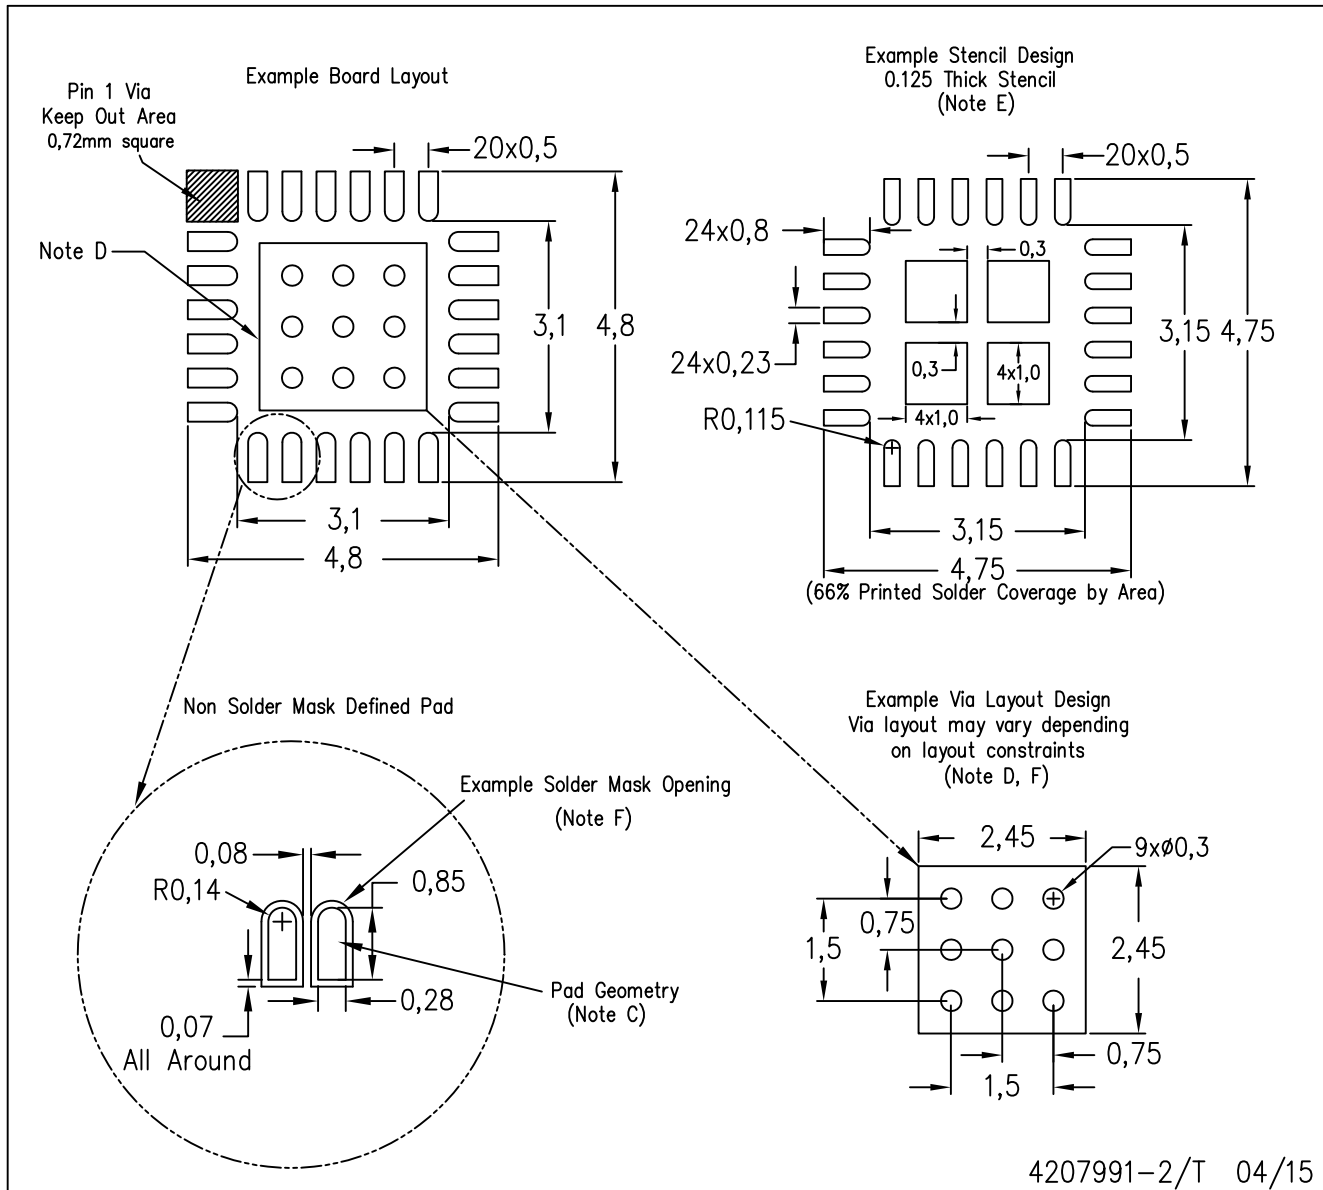 Example Board Layout
Pin 1 Via
Keep Out Area
0,72mm square
20x0,5
Note D
3,1
4,8
3,1
4,8
Example Stencil Design
0.125 Thick Stencil
(Note E)
20x0,5
24x0,8
0,3
3,15
4,75
24x0,23
0,3
4x1,0
4x1,0
R0,115
3,15
4,75
(66% Printed Solder Coverage by Area)
Non Solder Mask Defined Pad
Example Solder Mask Opening
(Note F)
0,08
R0,14
0,85
0,28
Pad Geometry
(Note C)
0,07
All Around
Example Via Layout Design
Via layout may vary depending
on layout constraints
(Note D, F)
2,45
9xø0,3
0,75
1,5
2,45
0,75
1,5
4207991-2/T 04/15